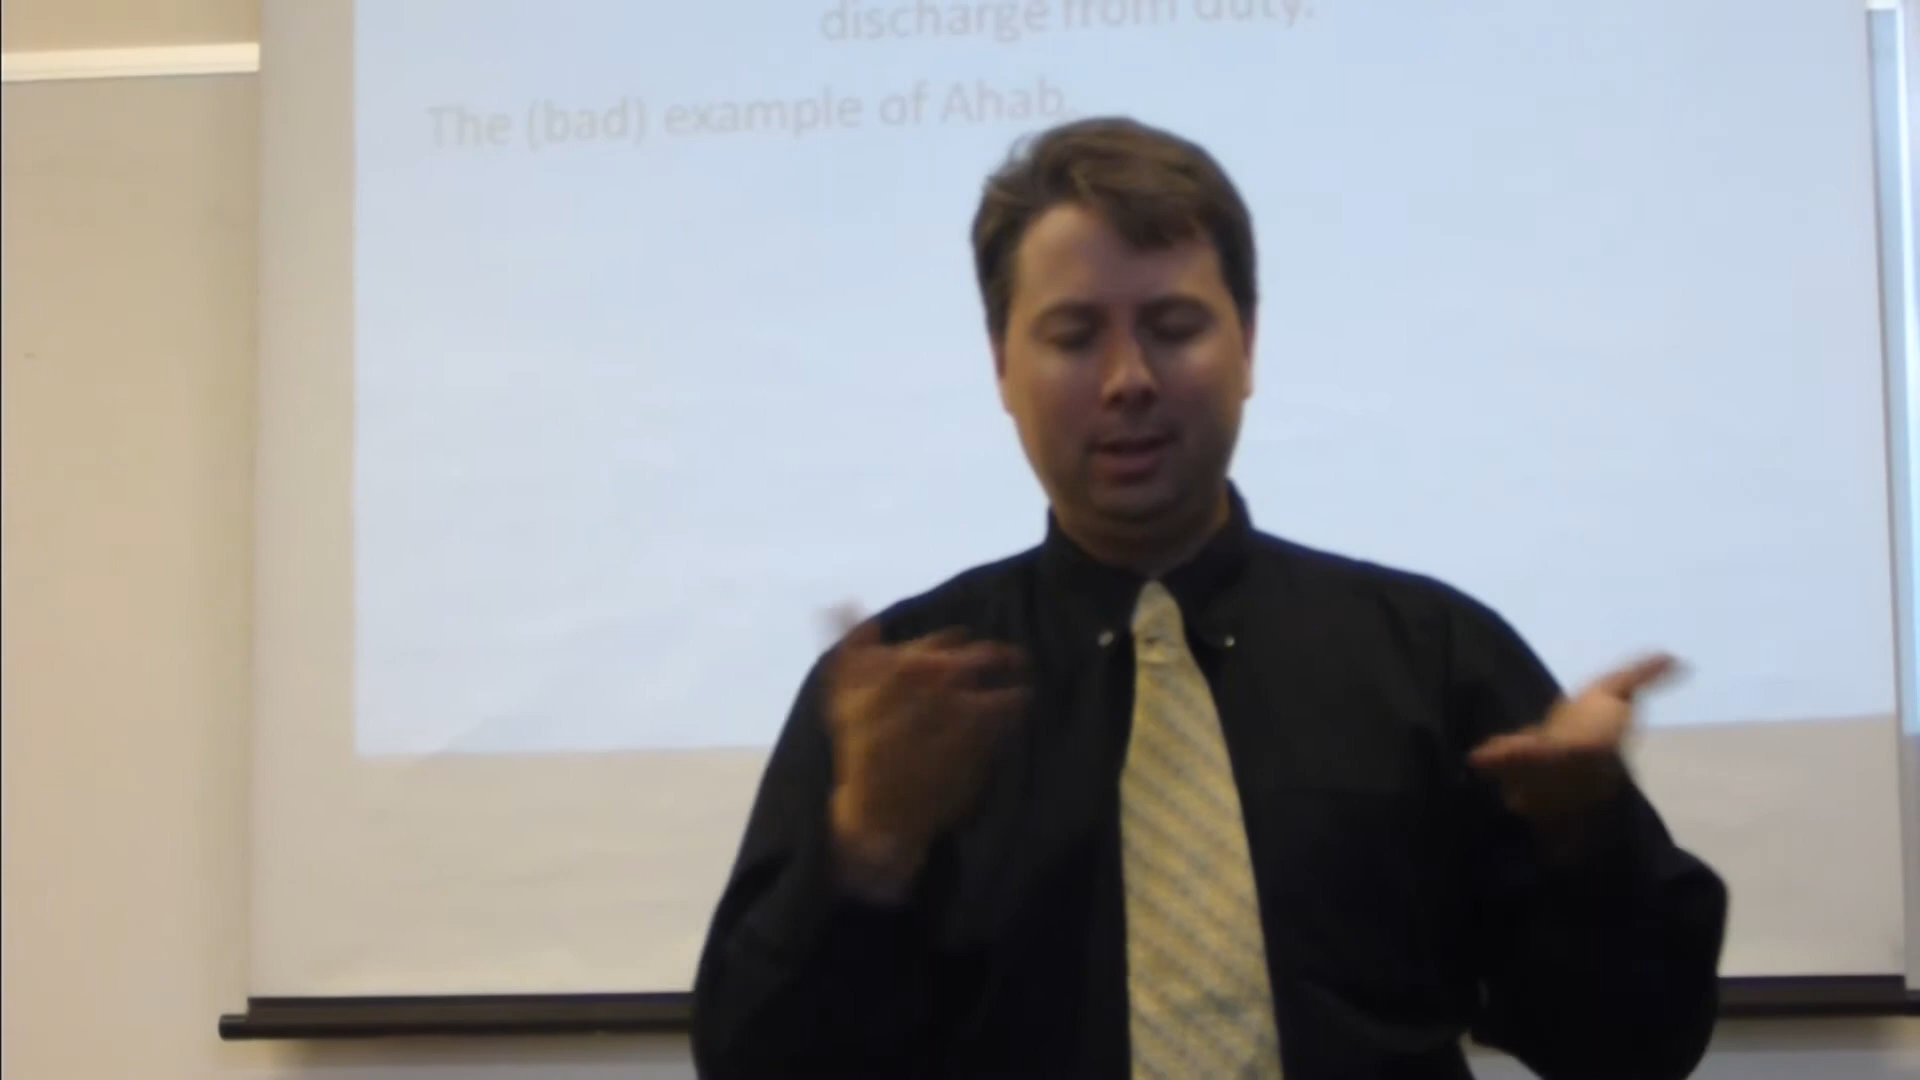 discharge from duty.
The (bad) example of Ahab.